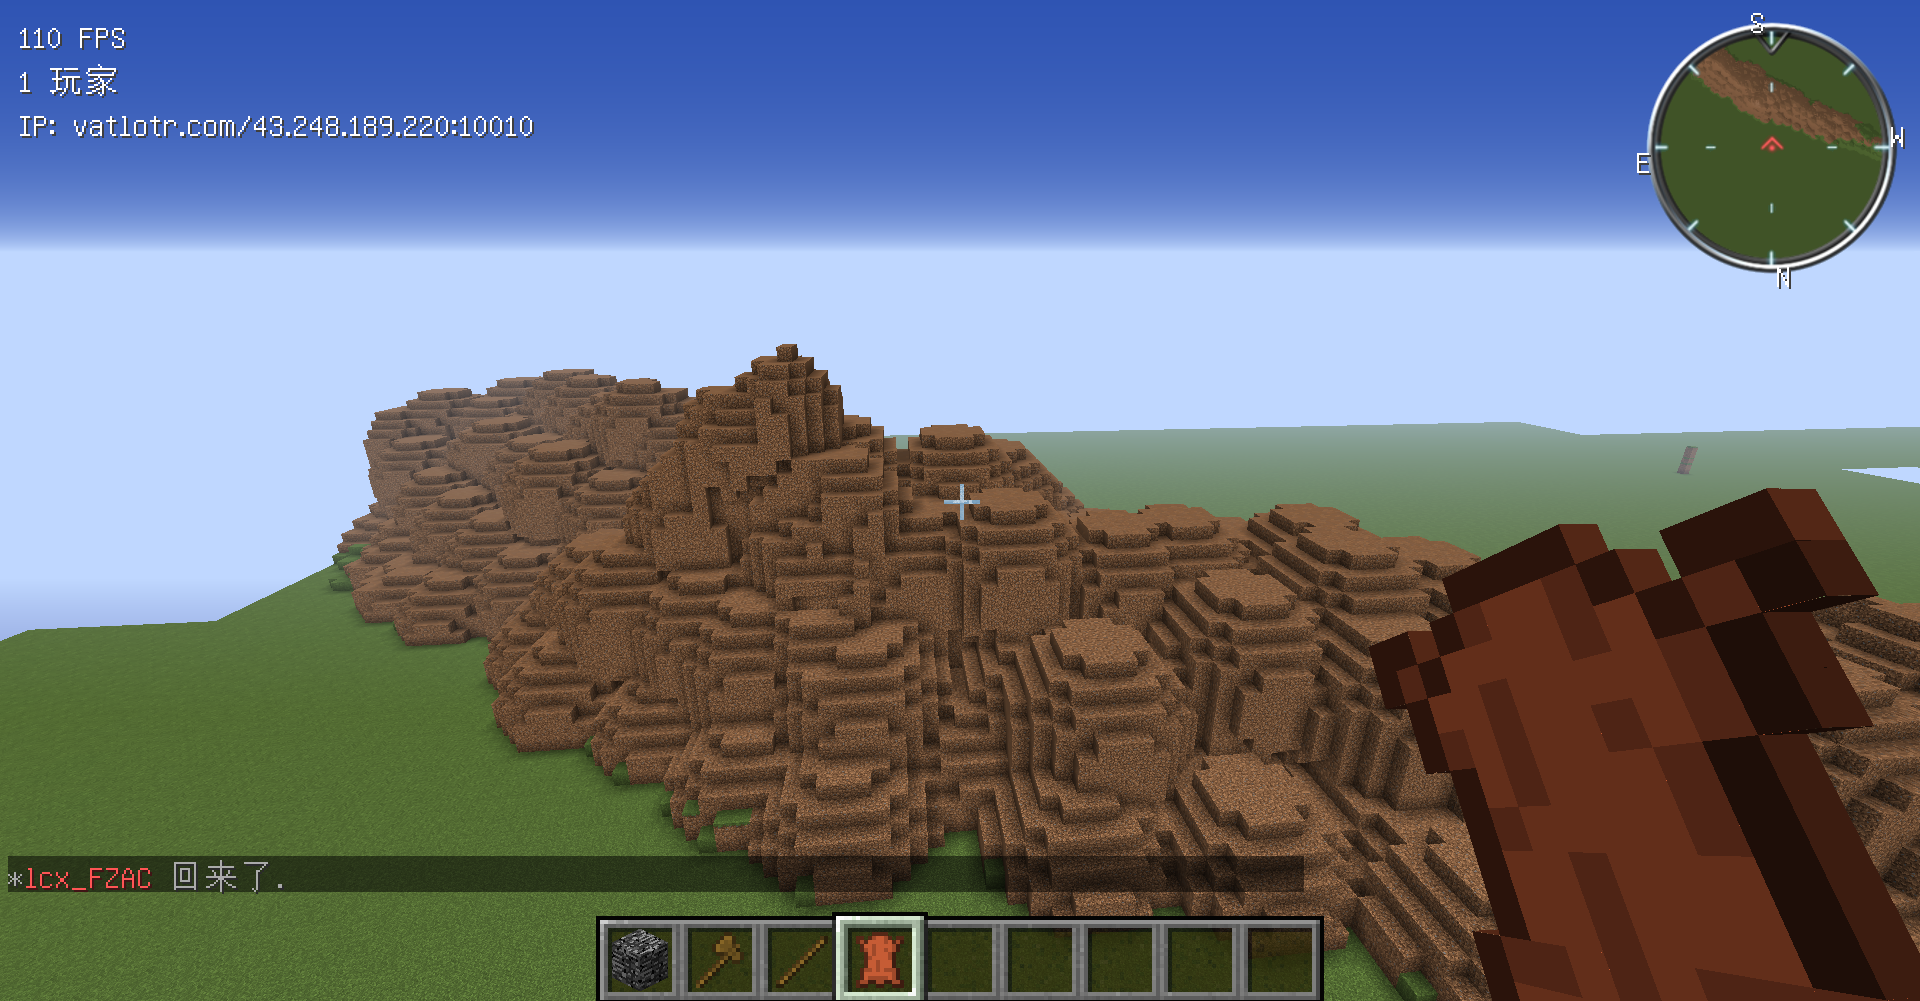 110 FPS
1 玩家
IP: vatlotr.com/43.248.189.220:10010
S
W
E
N
*lcx_FZAC 回来了.